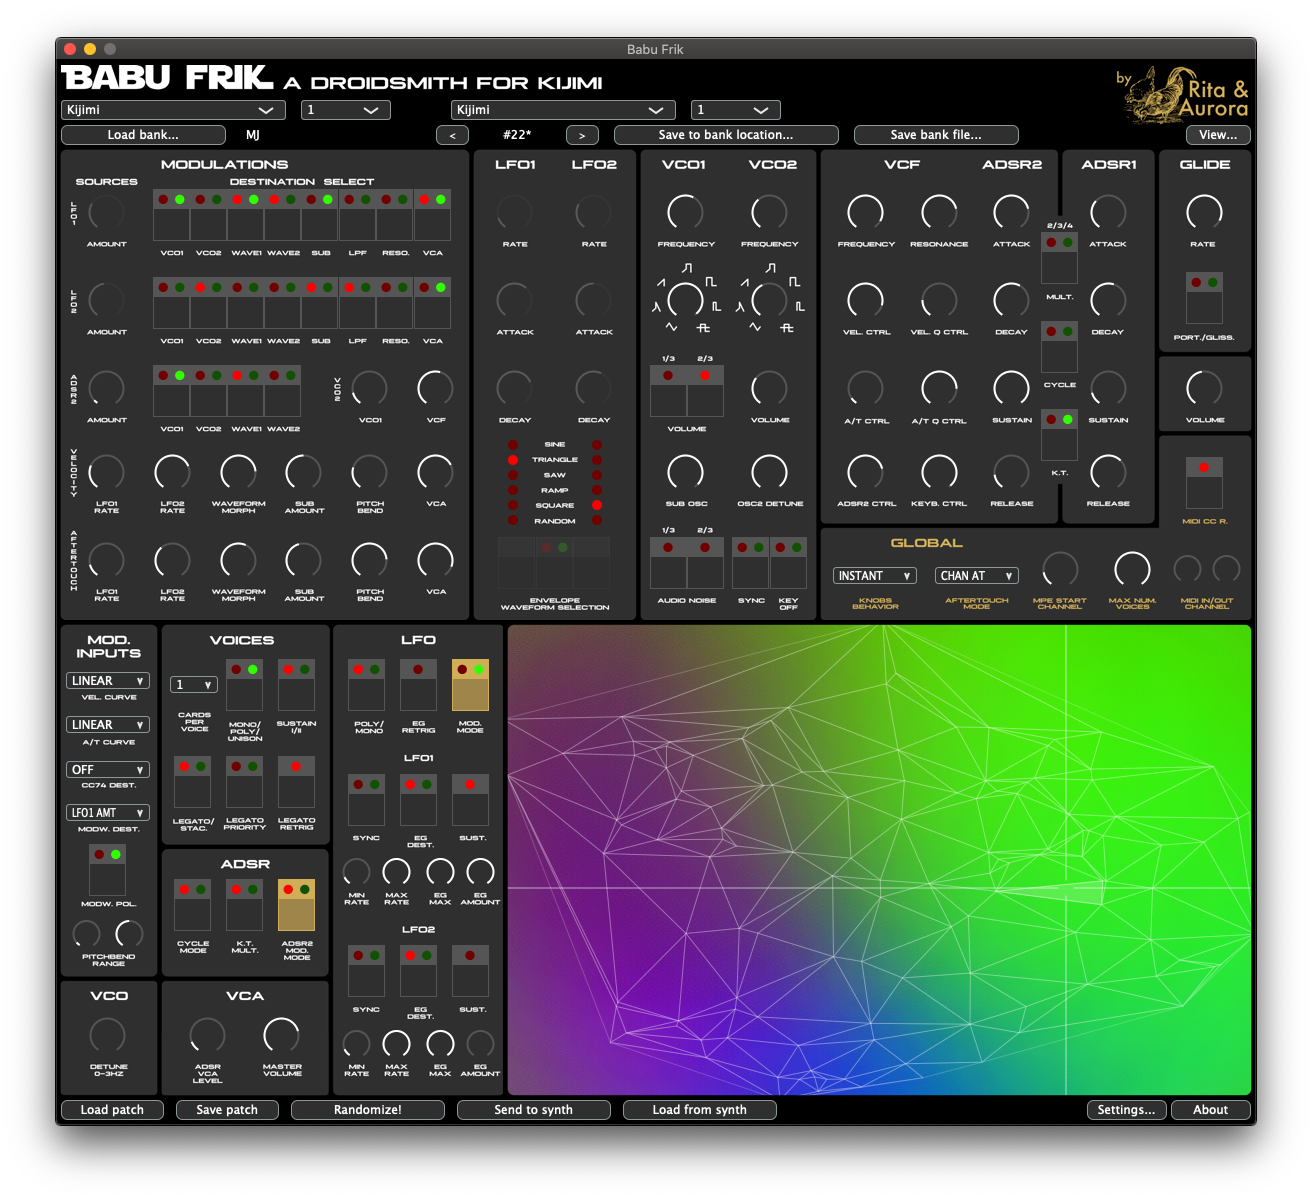 Babu Frik
BABU FRIK A DROIDSMITH FOR KIJIMI
by Rita &
Aurora
Kijimi 1 Kijimi 1
Load bank... MJ < #22* > Save to bank location... Save bank file... View...
MODULATIONS
SOURCES DESTINATION SELECT
LFO1
AMOUNT
VCO1 VCO2 WAVE1 WAVE2 SUB LPF RESO. VCA
LFO2
AMOUNT
VCO1 VCO2 WAVE1 WAVE2 SUB LPF RESO. VCA
ADSR2
AMOUNT
VCO1 VCO2 WAVE1 WAVE2
VCO2
VCO1 VCF
VELOCITY
LFO1
RATE
LFO2
RATE
WAVEFORM
MORPH
SUB
AMOUNT
PITCH
BEND
VCA
AFTERTOUCH
LFO1
RATE
LFO2
RATE
WAVEFORM
MORPH
SUB
AMOUNT
PITCH
BEND
VCA
LFO1 LFO2
RATE RATE
ATTACK ATTACK
DECAY DECAY
SINE
TRIANGLE
SAW
RAMP
SQUARE
RANDOM
ENVELOPE
WAVEFORM SELECTION
VCO1 VCO2
FREQUENCY FREQUENCY
1/3 2/3
VOLUME VOLUME
SUB OSC OSC2 DETUNE
1/3 2/3
AUDIO NOISE SYNC KEY
OFF
VCF ADSR2
FREQUENCY RESONANCE ATTACK
VEL. CTRL VEL. Q CTRL DECAY
A/T CTRL A/T Q CTRL SUSTAIN
ADSR2 CTRL KEYB. CTRL RELEASE
2/3/4
MULT.
CYCLE
K.T.
ADSR1
ATTACK
DECAY
SUSTAIN
RELEASE
GLIDE
RATE
PORT./GLISS.
VOLUME
MIDI CC R.
GLOBAL
INSTANT CHAN AT
KNOBS
BEHAVIOR
AFTERTOUCH
MODE
MPE START
CHANNEL
MAX NUM.
VOICES
MIDI IN/OUT
CHANNEL
MOD.
INPUTS
LINEAR
VEL. CURVE
LINEAR
A/T CURVE
OFF
CC74 DEST.
LFO1 AMT
MODW. DEST.
MODW. POL.
PITCHBEND
RANGE
VOICES
1
CARDS
PER
VOICE
MONO/
POLY/
UNISON
SUSTAIN
I/II
LEGATO/
STAC.
LEGATO
PRIORITY
LEGATO
RETRIG
ADSR
CYCLE
MODE
K.T.
MULT.
ADSR2
MOD.
MODE
VCO
DETUNE
0-3HZ
VCA
ADSR
VCA
LEVEL
MASTER
VOLUME
LFO
POLY/
MONO
EG
RETRIG
MOD.
MODE
LFO1
SYNC EG
DEST.
SUST.
MIN
RATE
MAX
RATE
EG
MAX
EG
AMOUNT
LFO2
SYNC EG
DEST.
SUST.
MIN
RATE
MAX
RATE
EG
MAX
EG
AMOUNT
Load patch Save patch Randomize! Send to synth Load from synth Settings... About